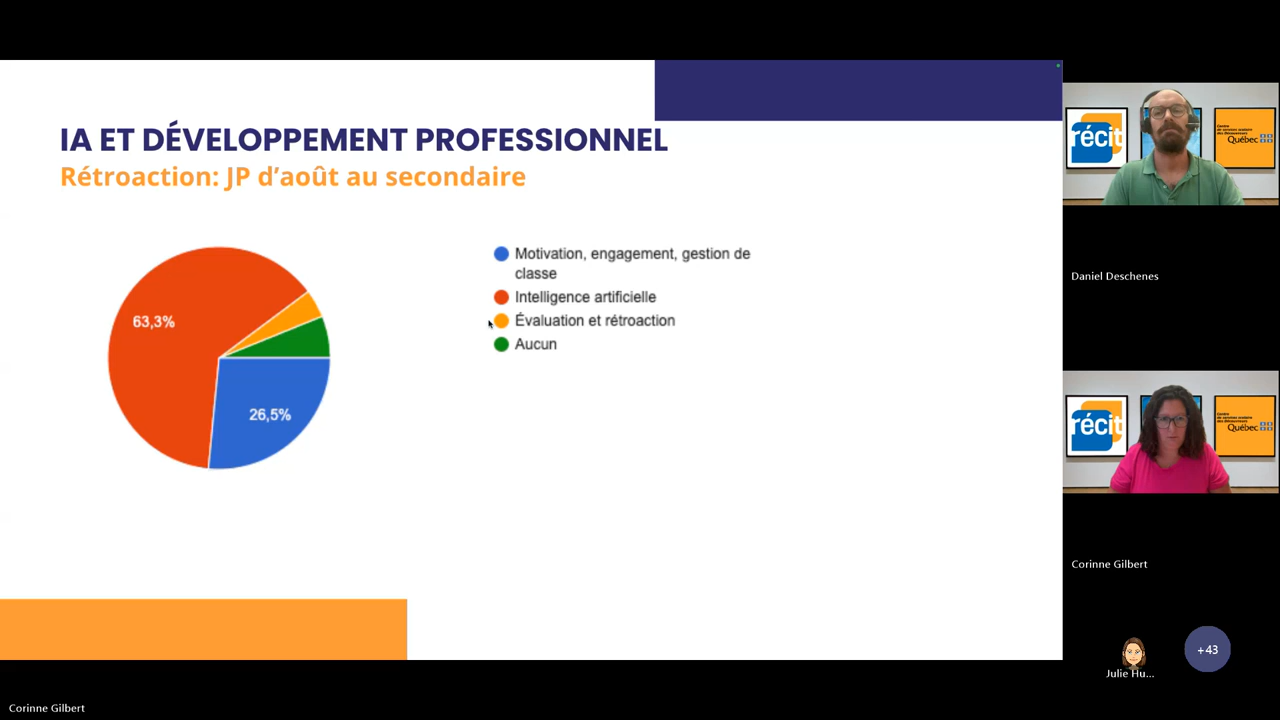 IA ET DÉVELOPPEMENT PROFESSIONNEL
Rétroaction: JP d'août au secondaire
63,3%
26,5%
Motivation, engagement, gestion de
classe
Intelligence artificielle
Évaluation et rétroaction
Aucun
récit
Québec
Daniel Deschenes
récit
Québec
Corinne Gilbert
Julie Hu...
+43
Corinne Gilbert